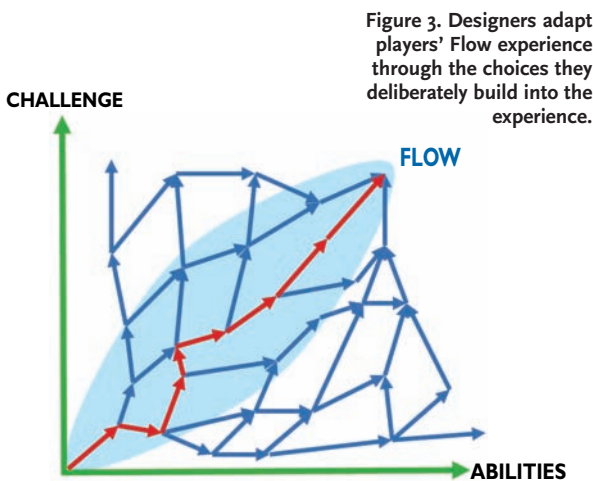 Figure 3. Designers adapt
players’ Flow experience
through the choices they
deliberately build into the
experience.
CHALLENGE
FLOW
ABILITIES